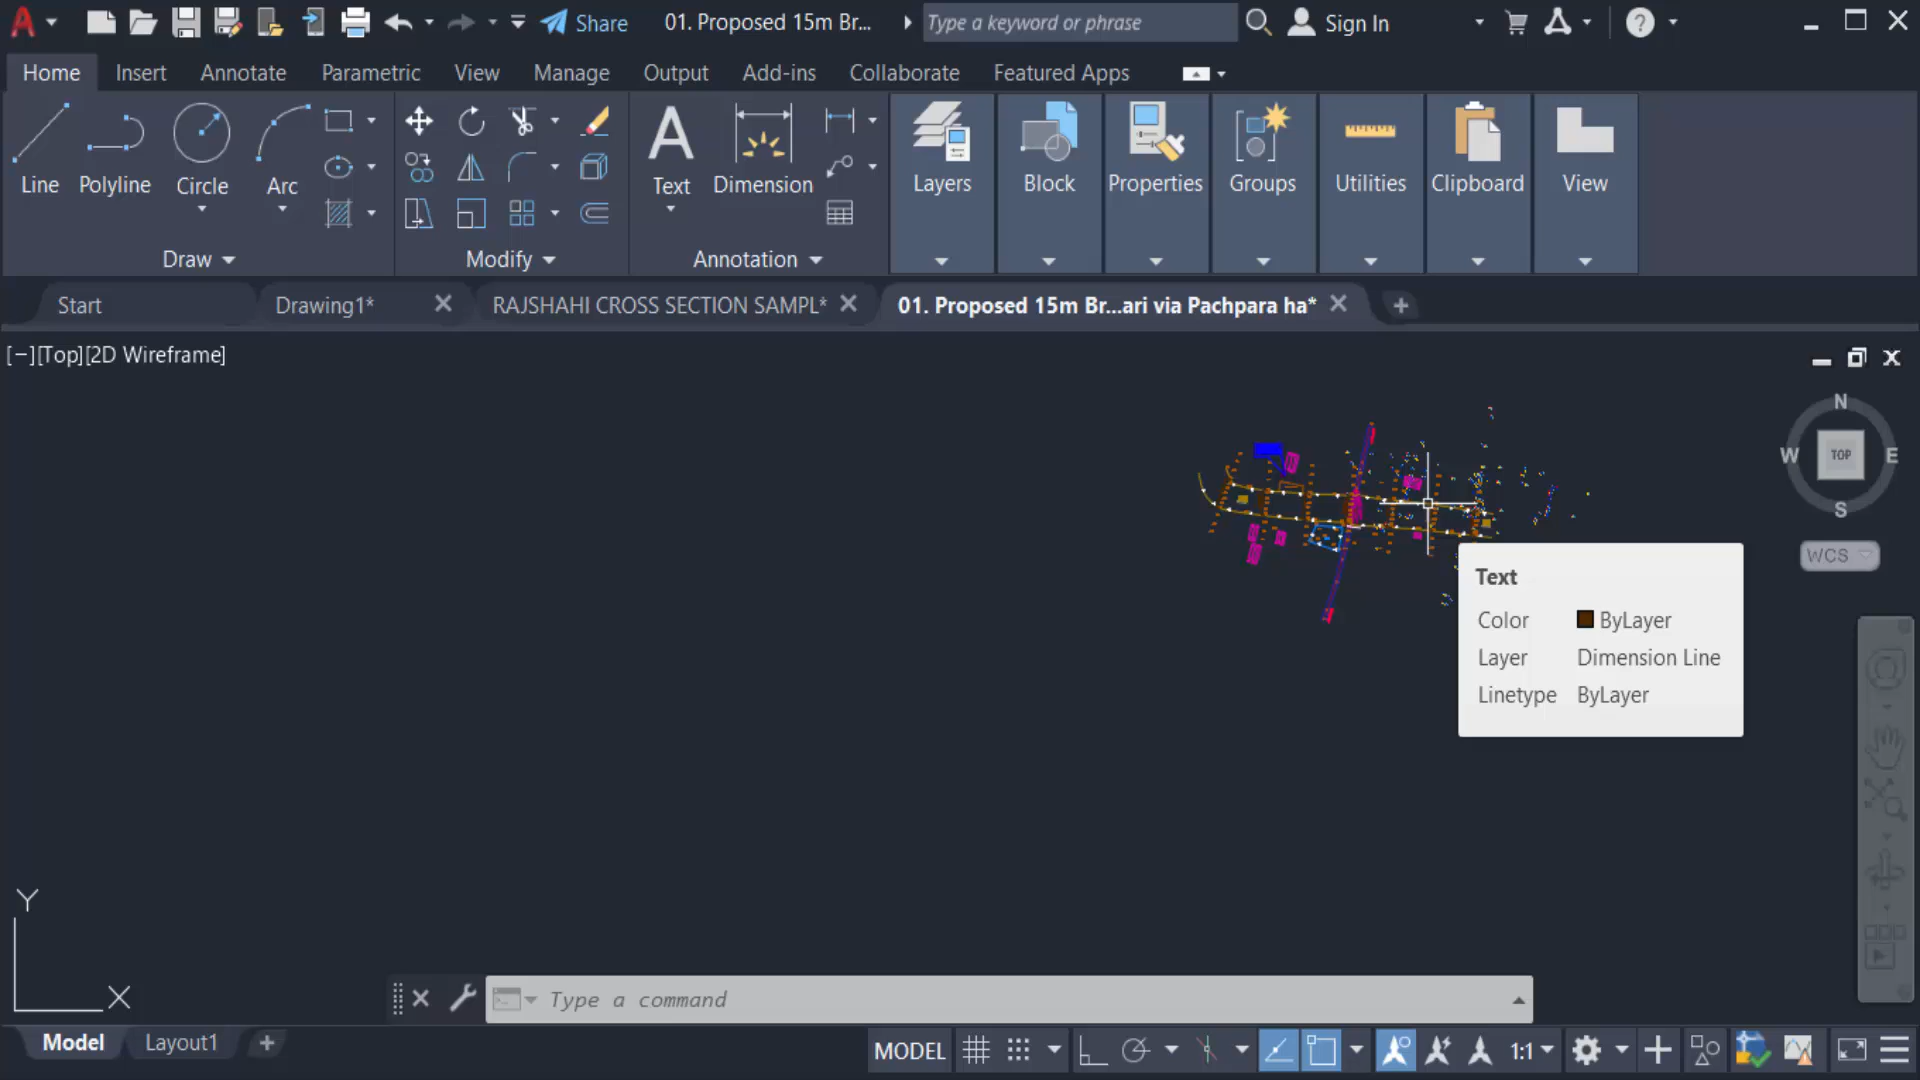 Share
01. Proposed 15m Br...
Type a keyword or phrase
Sign In
Home
Insert
Annotate
Parametric
View
Manage
Output
Add-ins
Collaborate
Featured Apps
Line
Polyline
Circle
Arc
Text
Dimension
Layers
Block
Properties
Groups
Utilities
Clipboard
View
Draw
Modify
Annotation
Start
Drawing1*
RAJSHAHI CROSS SECTION SAMPL*
01. Proposed 15m Br...ari via Pachpara ha*
[−][Top][2D Wireframe]
N
W
TOP
E
S
WCS
Text
Color ByLayer
Layer Dimension Line
Linetype ByLayer
Y
X
Type a command
Model
Layout1
MODEL
1:1